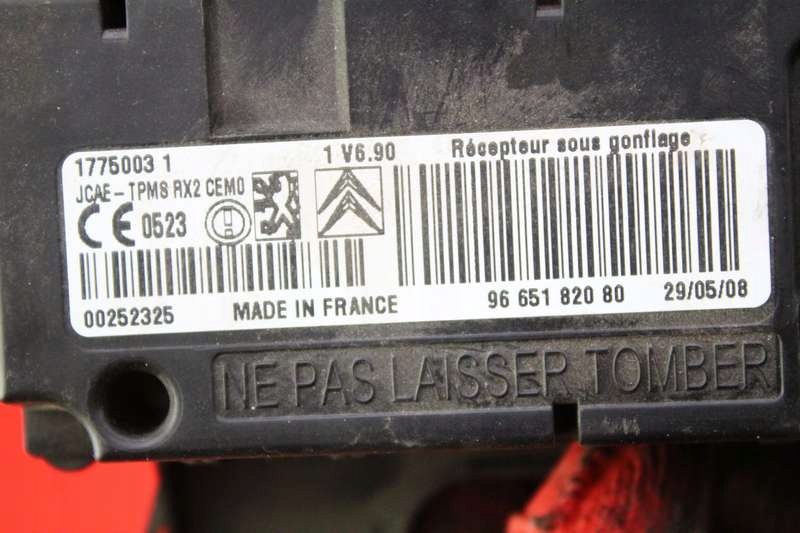 1775003 1 1 V6.90 Récepteur sous gonflage
JCAE - TPMS RX2 CEM0
CE 0523
00252325 MADE IN FRANCE 96 651 820 80 29/05/08
NE PAS LAISSER TOMBER